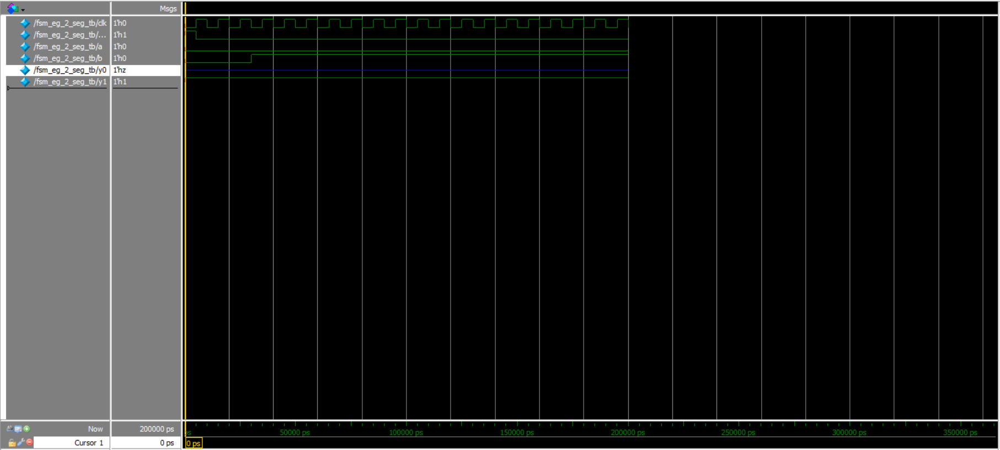 Msgs
/fsm_eg_2_seg_tb/clk 1'h0
/fsm_eg_2_seg_tb/... 1'h1
/fsm_eg_2_seg_tb/a 1'h0
/fsm_eg_2_seg_tb/b 1'h0
/fsm_eg_2_seg_tb/y0 1'hz
/fsm_eg_2_seg_tb/y1 1'h1
Now 200000 ps ps 50000 ps 100000 ps 150000 ps 200000 ps 250000 ps 300000 ps 350000 ps
Cursor 1 0 ps 0 ps